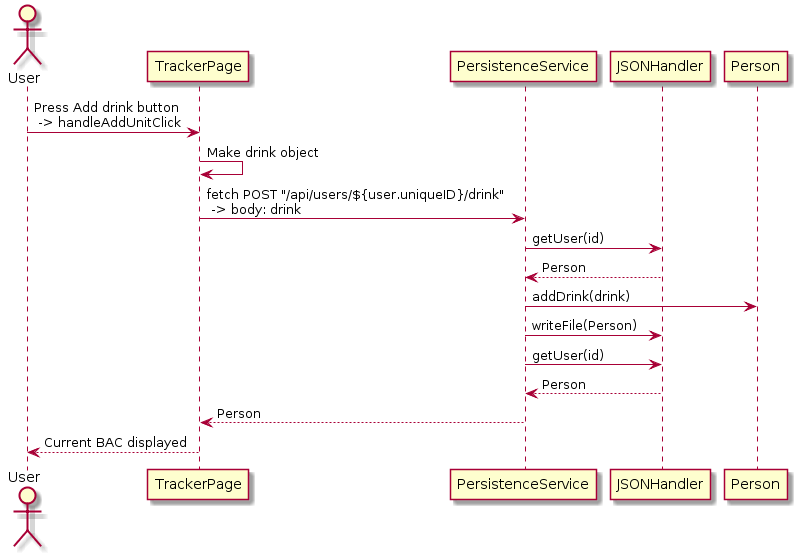 User
TrackerPage
PersistenceService
JSONHandler
Person
Press Add drink button
-> handleAddUnitClick
Make drink object
fetch POST "/api/users/${user.uniqueID}/drink"
-> body: drink
getUser(id)
Person
addDrink(drink)
writeFile(Person)
getUser(id)
Person
Person
Current BAC displayed
User
TrackerPage
PersistenceService
JSONHandler
Person